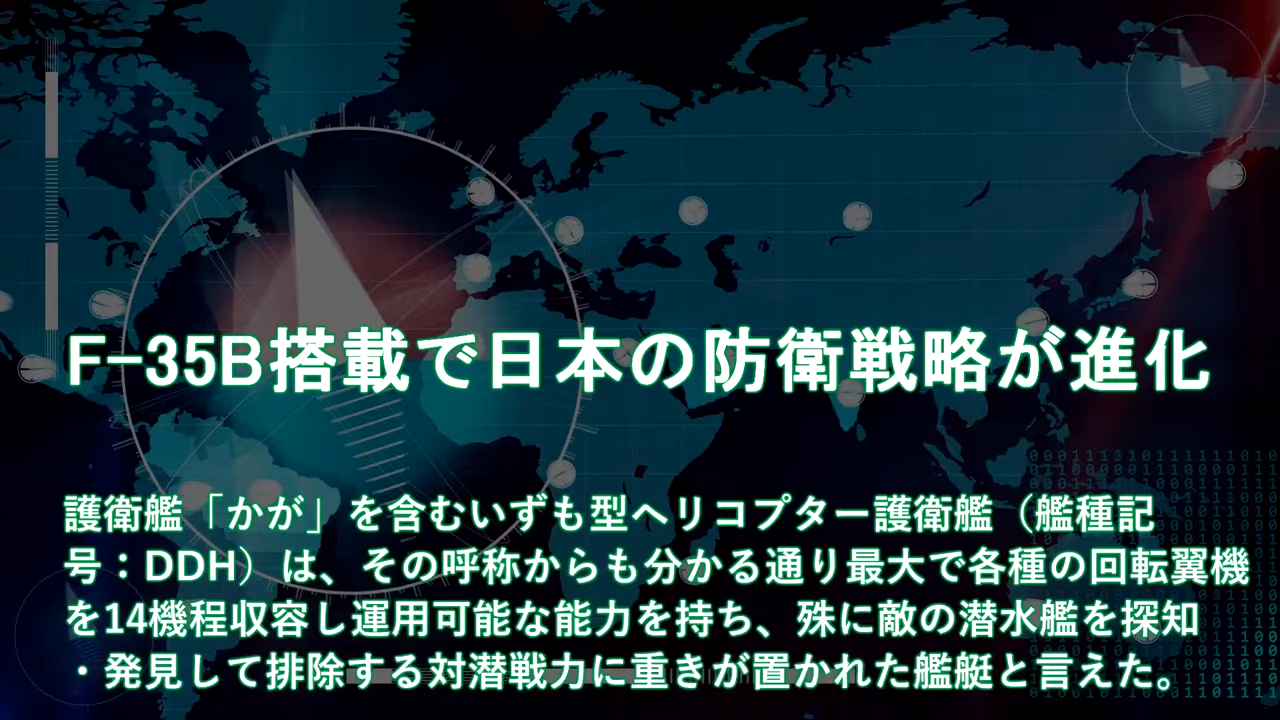 F-35B搭載で日本の防衛戦略が進化
護衛艦「かが」を含むいずも型ヘリコプター護衛艦（艦種記
号：DDH）は、その呼称からも分かる通り最大で各種の回転翼機
を14機程収容し運用可能な能力を持ち、殊に敵の潜水艦を探知
・発見して排除する対潜戦力に重きが置かれた艦艇と言えた。